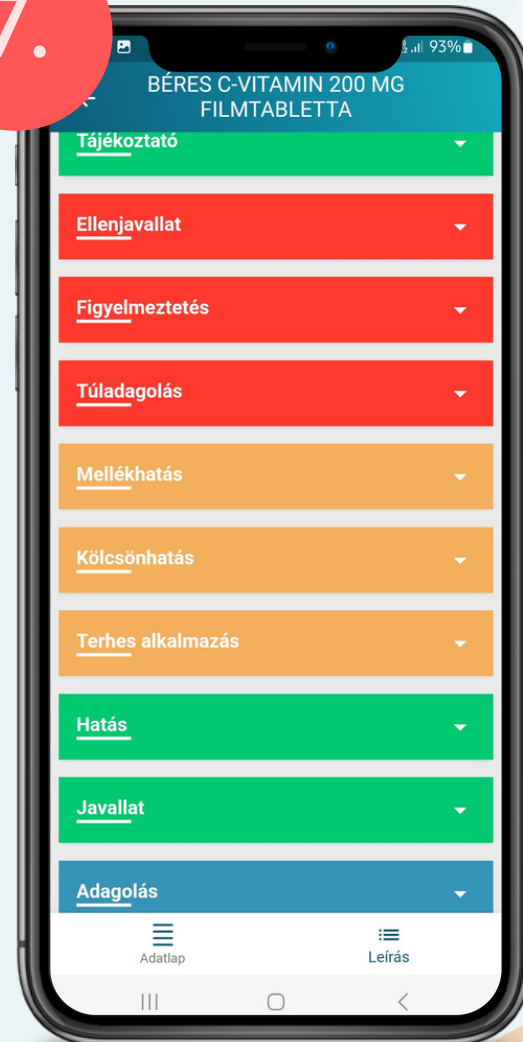 7.
93%
BÉRES C-VITAMIN 200 MG
FILMTABLETTA
Tájékoztató
Ellenjavallat
Figyelmeztetés
Túladagolás
Mellékhatás
Kölcsönhatás
Terhes alkalmazás
Hatás
Javallat
Adagolás
Adatlap
Leírás